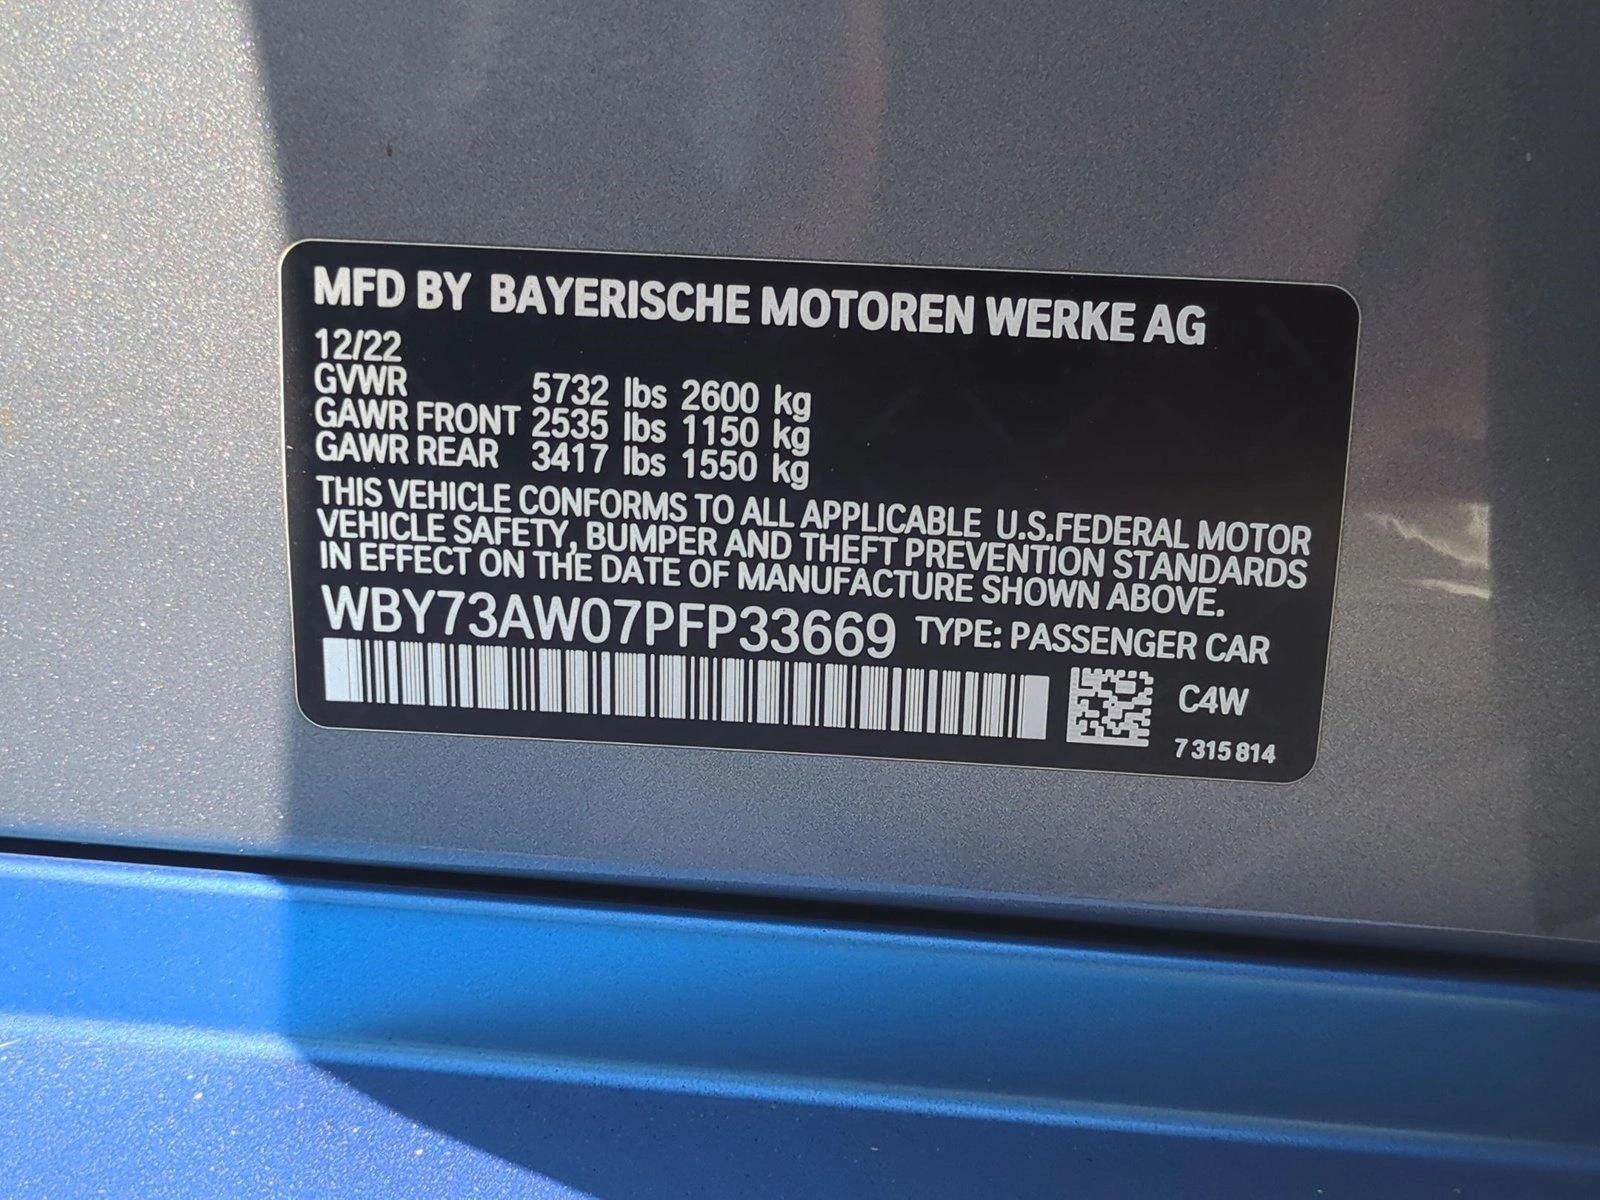 MFD BY BAYERISCHE MOTOREN WERKE AG
12/22
GVWR 5732 lbs 2600 kg
GAWR FRONT 2535 lbs 1150 kg
GAWR REAR 3417 lbs 1550 kg
THIS VEHICLE CONFORMS TO ALL APPLICABLE U.S.FEDERAL MOTOR
VEHICLE SAFETY, BUMPER AND THEFT PREVENTION STANDARDS
IN EFFECT ON THE DATE OF MANUFACTURE SHOWN ABOVE.
WBY73AW07PFP33669 TYPE: PASSENGER CAR
C4W
7 315 814